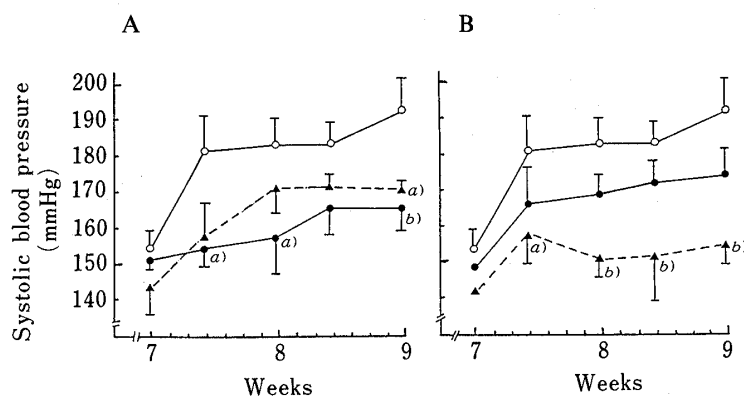 A
B
Systolic blood pressure
(mmHg)
200
190
180
170
160
150
140
a)
a)
a)
b)
a)
b)
b)
b)
7
8
9
7
8
9
Weeks
Weeks